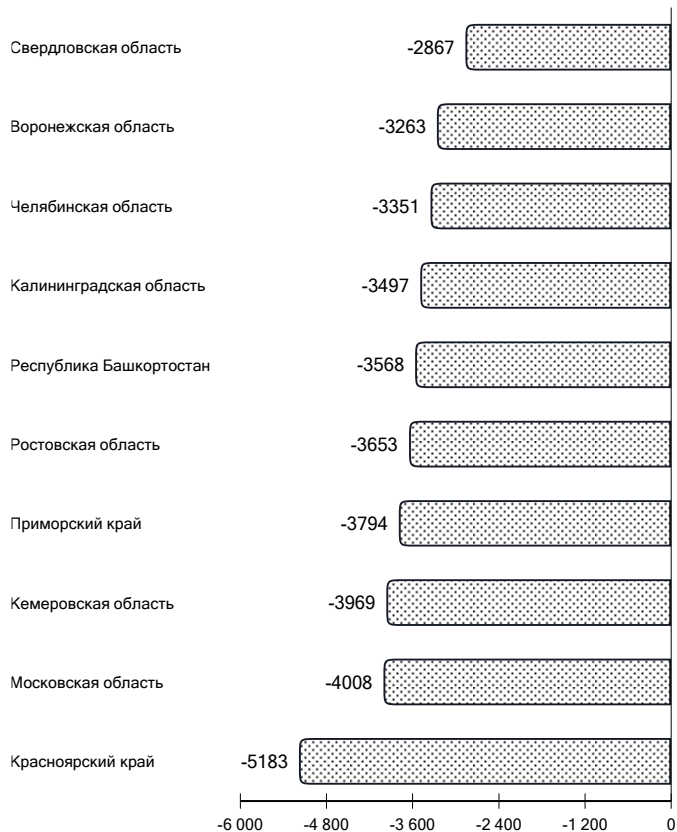 Свердловская область -2867
Воронежская область -3263
Челябинская область -3351
Калининградская область -3497
Республика Башкортостан -3568
Ростовская область -3653
Приморский край -3794
Кемеровская область -3969
Московская область -4008
Красноярский край -5183
-6 000 -4 800 -3 600 -2 400 -1 200 0